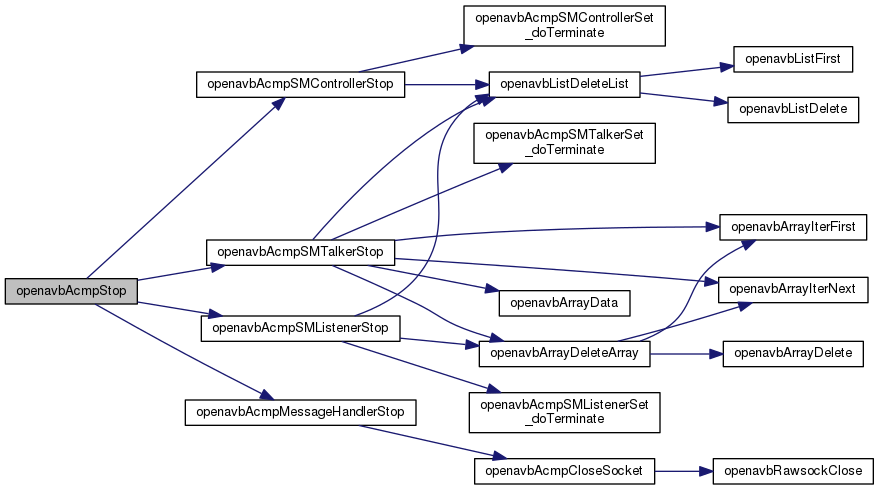 openavbAcmpSMControllerSet
_doTerminate
openavbListFirst
openavbAcmpSMControllerStop
openavbListDeleteList
openavbListDelete
openavbAcmpSMTalkerSet
_doTerminate
openavbArrayIterFirst
openavbAcmpSMTalkerStop
openavbAcmpStop
openavbArrayIterNext
openavbArrayData
openavbAcmpSMListenerStop
openavbArrayDeleteArray
openavbArrayDelete
openavbAcmpSMListenerSet
_doTerminate
openavbAcmpMessageHandlerStop
openavbAcmpCloseSocket
openavbRawsockClose